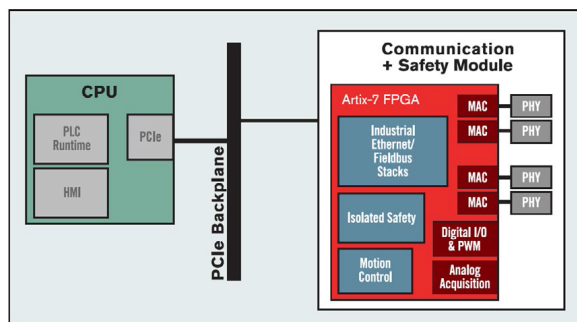 CPU
PLC
Runtime
PCIe
HMI
PCIe Backplane
Communication
+ Safety Module
Artix-7 FPGA
Industrial
Ethernet/
Fieldbus
Stacks
Isolated Safety
Motion
Control
MAC
PHY
MAC
PHY
MAC
PHY
MAC
PHY
Digital I/O
& PWM
Analog
Acquisition